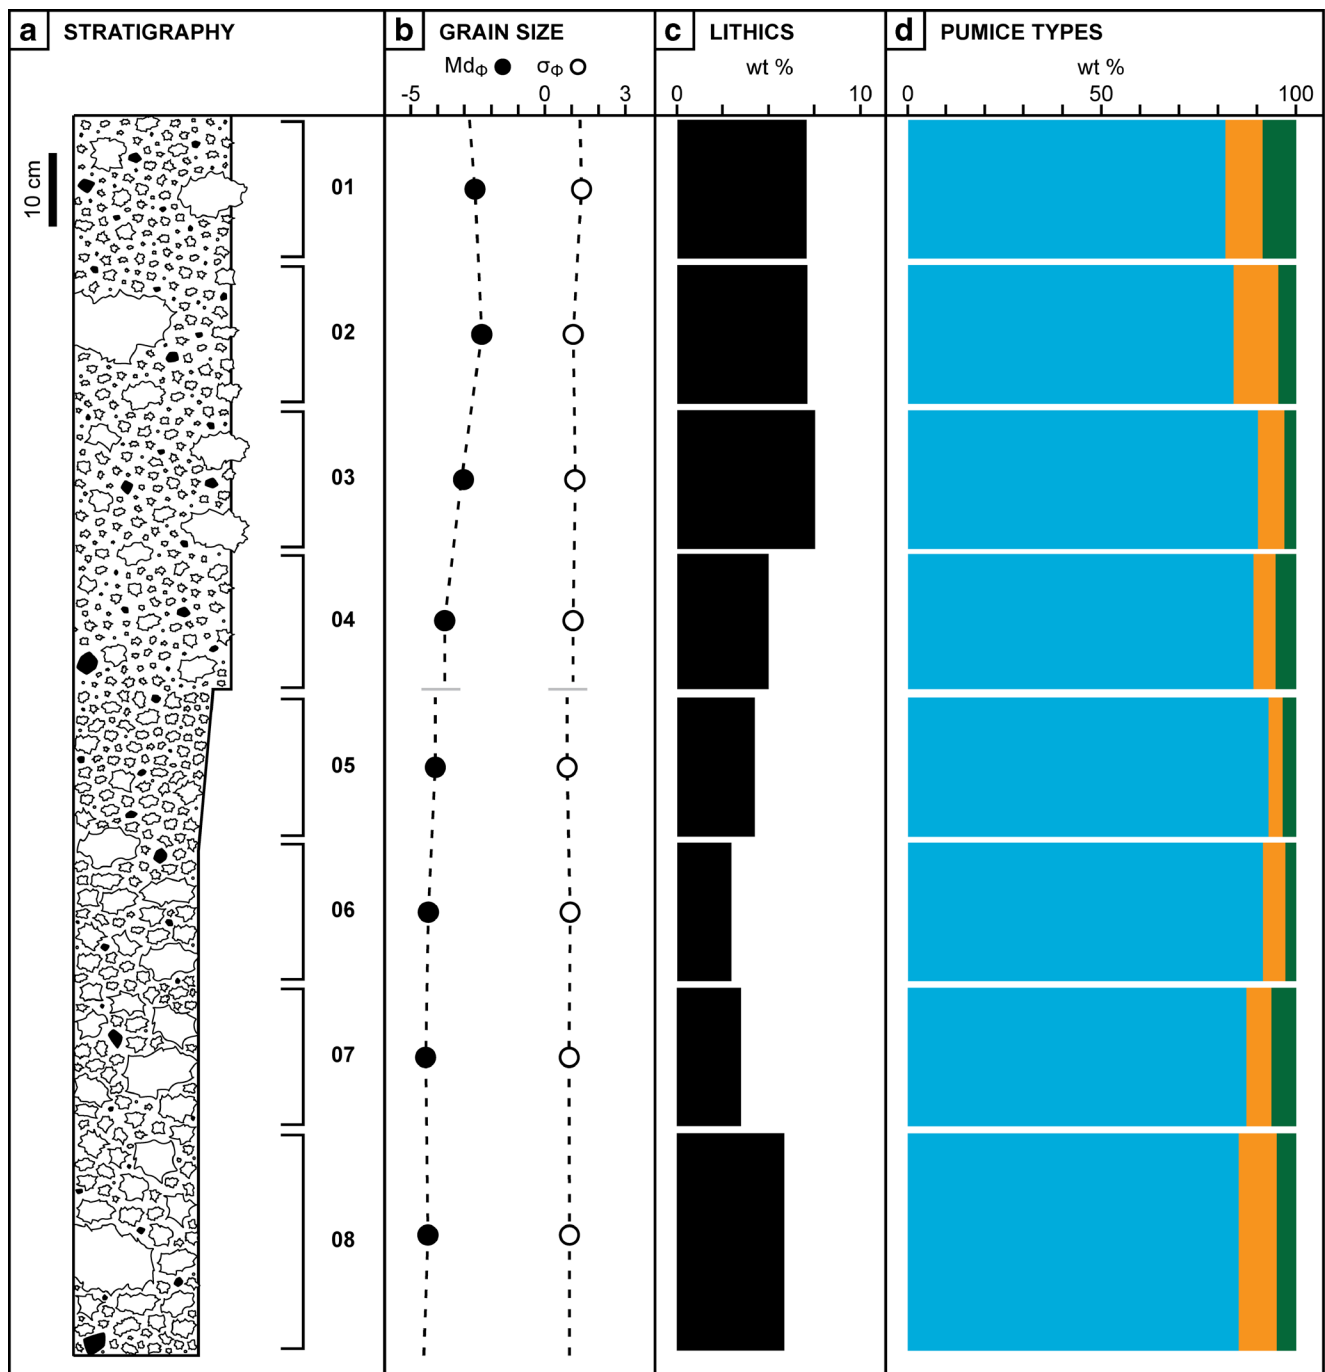 a STRATIGRAPHY
b GRAIN SIZE
c LITHICS
d PUMICE TYPES
MdΦ σΦ
wt %
wt %
-5 0 3
0 10
0 50 100
10 cm
01
02
03
04
05
06
07
08